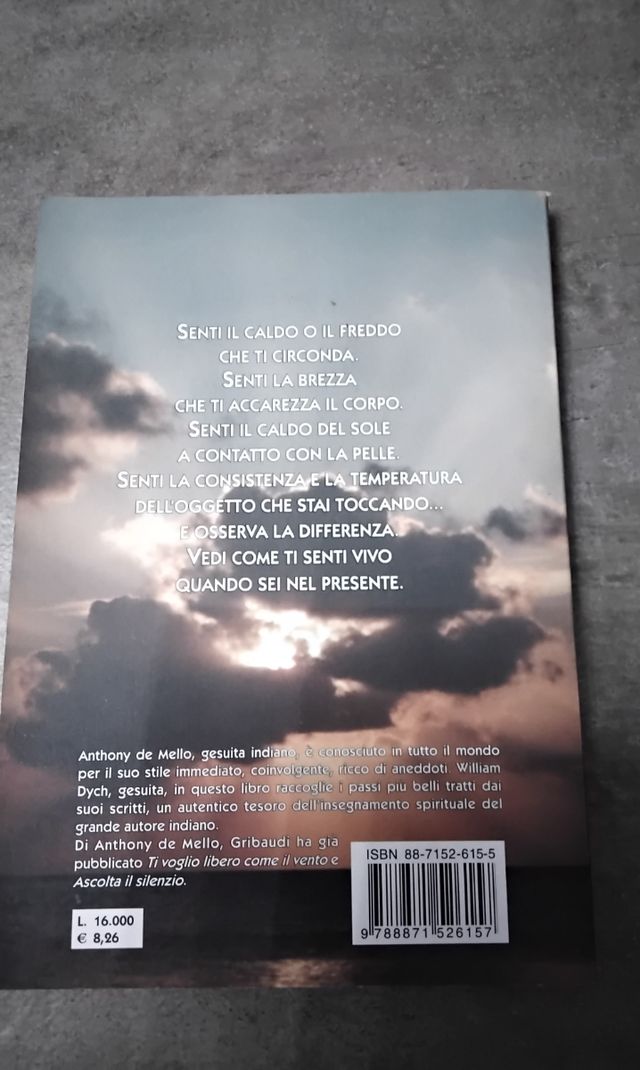 SENTI IL CALDO O IL FREDDO
CHE TI CIRCONDA.
SENTI LA BREZZA
CHE TI ACCAREZZA IL CORPO.
SENTI IL CALDO DEL SOLE
A CONTATTO CON LA PELLE.
SENTI LA CONSISTENZA E LA TEMPERATURA
DELL'OGGETTO CHE STAI TOCCANDO...
E OSSERVA LA DIFFERENZA.
VEDI COME TI SENTI VIVO
QUANDO SEI NEL PRESENTE.
Anthony de Mello, gesuita indiano, è conosciuto in tutto il mondo
per il suo stile immediato, coinvolgente, ricco di aneddoti. William
Dych, gesuita, in questo libro raccoglie i passi più belli tratti dai
suoi scritti, un autentico tesoro dell'insegnamento spirituale del
grande autore indiano.
Di Anthony de Mello, Gribaudi ha già
pubblicato Ti voglio libero come il vento e
Ascolta il silenzio.
L. 16.000
€ 8,26
ISBN 88-7152-615-5
9 788871 526157